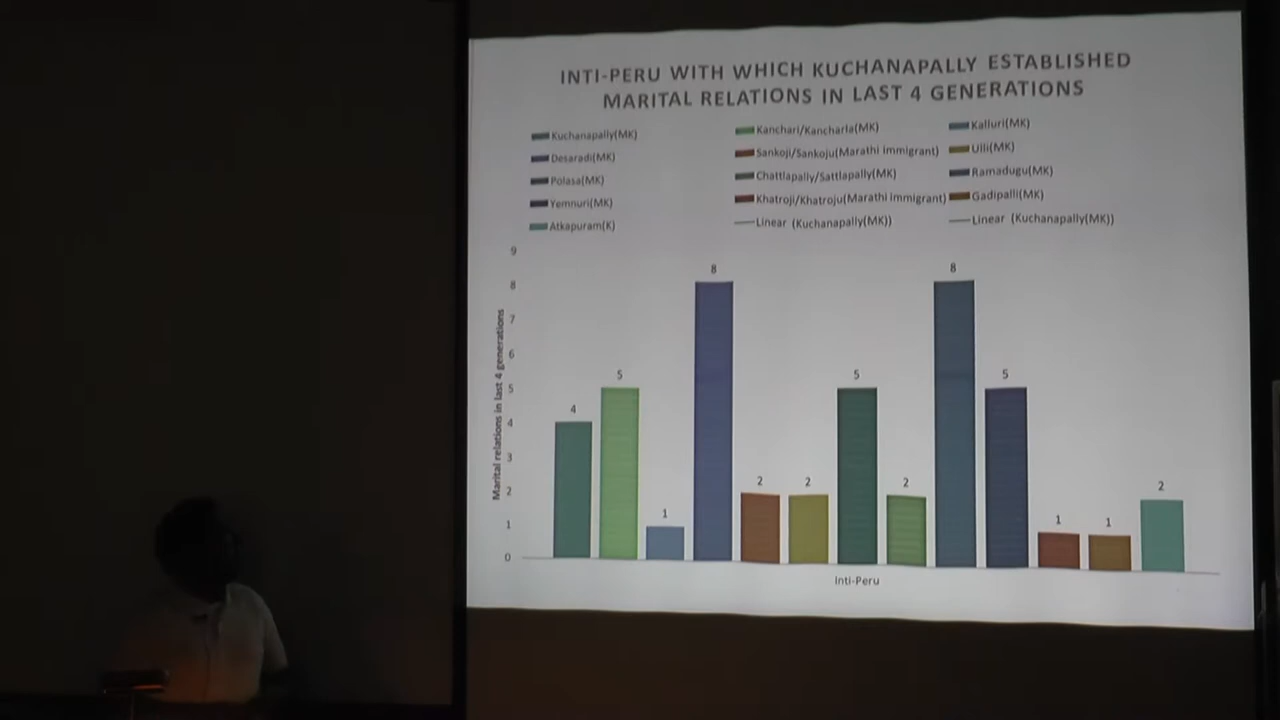 INTI-PERU WITH WHICH KUCHANAPALLY ESTABLISHED
MARITAL RELATIONS IN LAST 4 GENERATIONS
Kuchanapally(MK) Kanchari/Kancharla(MK) Kalluri(MK)
Desaradi(MK) Sankoji/Sankoju(Marathi Immigrant) Ulli(MK)
Polasa(MK) Chattlapally/Sattlapally(MK) Ramadugu(MK)
Yemnuri(MK) Khatroji/Khatroju(Marathi Immigrant) Gadipalli(MK)
Atkapuram(K) Linear (Kuchanapally(MK)) Linear (Kuchanapally(MK))
Marital relations in last 4 generations
9
8
7
6
5
4
3
2
1
0
4 5 1 8 2 2 5 2 8 5 1 1 2
Inti-Peru